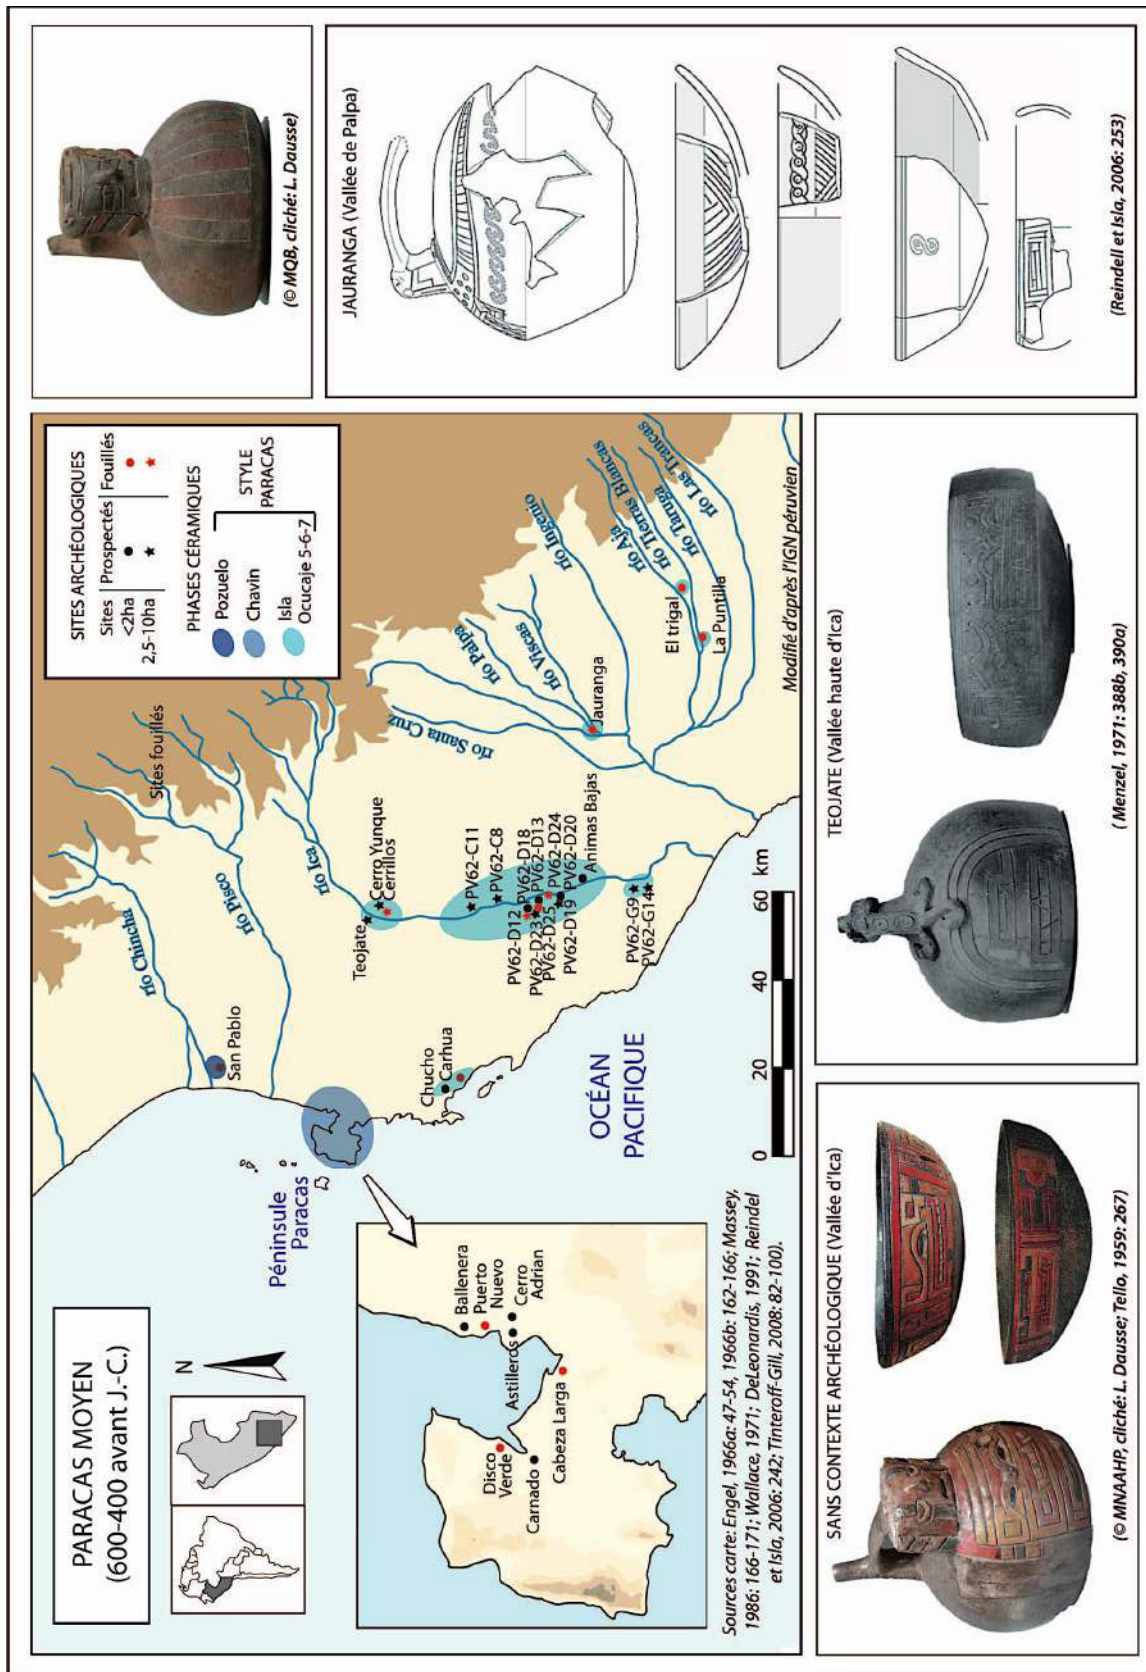 PARACAS MOYEN
(600-400 avant J.-C.)
N
Péninsule
Paracas
OCÉAN
PACIFIQUE
0
20
40
60 km
río Chincha
San Pablo
río Pisco
Sites fouillés
río Ica
Teojate
Cerro Yunque
Cerrillos
Chucho
Carhua
PV62-C11
PV62-C8
PV62-D12
PV62-D18
PV62-D13
PV62-D23
PV62-D24
PV62-D25
PV62-D20
PV62-D19
Animas Bajas
PV62-G9
PV62-G14
río Santa Cruz
río Palpa
río Viscas
Jauranga
río Ingenio
río Aja
río Tierras Blancas
río Taruga
río Las Trancas
El trigal
La Puntilla
Modifié d'après l'IGN péruvien
SITES ARCHÉOLOGIQUES
Sites Prospectés Fouillés
<2ha
2,5-10ha
PHASES CÉRAMIQUES
Pozuelo
Chavin
Isla
Ocucaje 5-6-7
STYLE
PARACAS
Ballenera
Puerto
Nuevo
Cerro
Adrian
Astilleros
Disco
Verde
Carnado
Cabeza Larga
Sources carte: Engel, 1966a: 47-54, 1966b: 162-166; Massey,
1986: 166-171; Wallace, 1971; DeLeonardis, 1991; Reindel
et Isla, 2006: 242; Tinteroff-Gill, 2008: 82-100).
(© MQB, cliché: L. Dausse)
JAURANGA (Vallée de Palpa)
(Reindell et Isla, 2006: 253)
SANS CONTEXTE ARCHÉOLOGIQUE (Vallée d'Ica)
(© MNAAHP, cliché: L. Dausse; Tello, 1959: 267)
TEOJATE (Vallée haute d'Ica)
(Menzel, 1971: 388b, 390a)